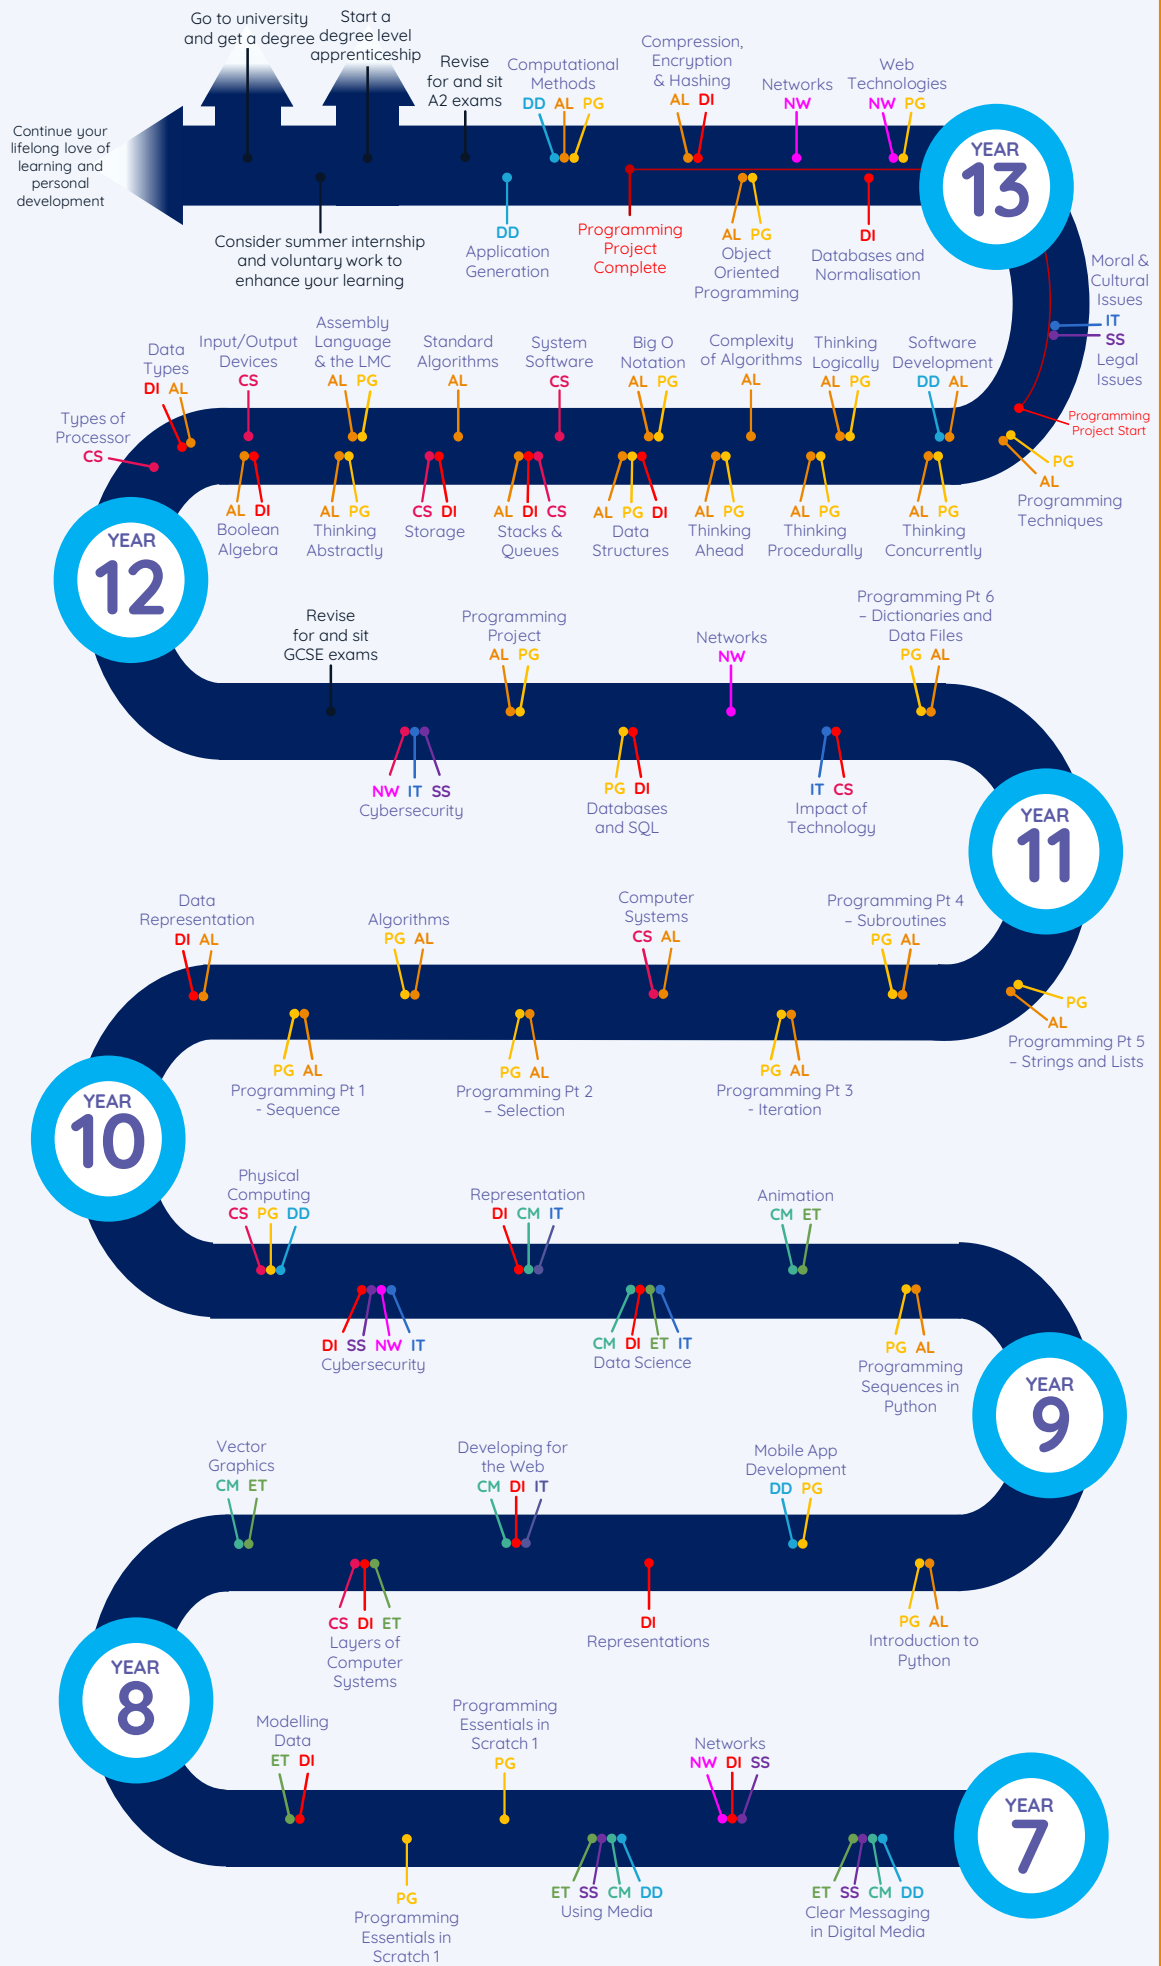 Go to university
and get a degree
Start a
degree level
apprenticeship
Revise
for and sit
A2 exams
Computational
Methods
DD AL PG
Compression,
Encryption
& Hashing
AL DI
Networks
NW
Web
Technologies
NW PG
Continue your
lifelong love of
learning and
personal
development
YEAR
13
Consider summer internship
and voluntary work to
enhance your learning
DD
Application
Generation
Programming
Project
Complete
AL PG
Object
Oriented
Programming
DI
Databases and
Normalisation
Moral &
Cultural
Issues
IT
SS
Legal
Issues
Programming
Project Start
PG
AL
Programming
Techniques
Types of
Processor
CS
Data
Types
DI AL
Input/Output
Devices
CS
Assembly
Language
& the LMC
AL PG
Standard
Algorithms
AL
System
Software
CS
Big O
Notation
AL PG
Complexity
of Algorithms
AL
Thinking
Logically
AL PG
Software
Development
DD AL
AL DI
Boolean
Algebra
AL PG
Thinking
Abstractly
CS DI
Storage
AL DI CS
Stacks &
Queues
AL PG DI
Data
Structures
AL PG
Thinking
Ahead
AL PG
Thinking
Procedurally
AL PG
Thinking
Concurrently
YEAR
12
Revise
for and sit
GCSE exams
Programming
Project
AL PG
Networks
NW
Programming Pt 6
– Dictionaries and
Data Files
PG AL
NW IT SS
Cybersecurity
PG DI
Databases
and SQL
IT CS
Impact of
Technology
YEAR
11
Data
Representation
DI AL
Algorithms
PG AL
Computer
Systems
CS AL
Programming Pt 4
– Subroutines
PG AL
PG
AL
Programming Pt 5
– Strings and Lists
PG AL
Programming Pt 1
- Sequence
PG AL
Programming Pt 2
– Selection
PG AL
Programming Pt 3
- Iteration
YEAR
10
Physical
Computing
CS PG DD
Representation
DI CM IT
Animation
CM ET
DI SS NW IT
Cybersecurity
CM DI ET IT
Data Science
PG AL
Programming
Sequences in
Python
YEAR
9
Vector
Graphics
CM ET
Developing for
the Web
CM DI IT
Mobile App
Development
DD PG
CS DI ET
Layers of
Computer
Systems
DI
Representations
PG AL
Introduction to
Python
YEAR
8
Modelling
Data
ET DI
Programming
Essentials in
Scratch 1
PG
Networks
NW DI SS
YEAR
7
PG
Programming
Essentials in
Scratch 1
ET SS CM DD
Using Media
ET SS CM DD
Clear Messaging
in Digital Media